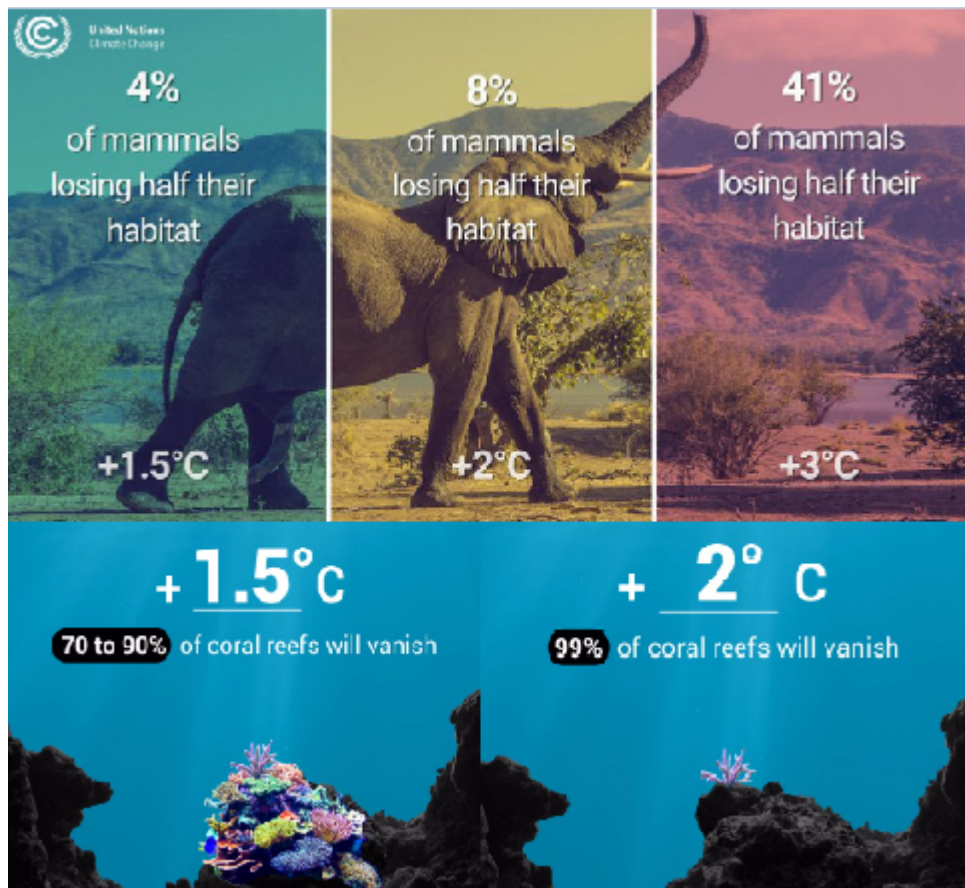 United Nations
Climate Change
4%
of mammals
losing half their
habitat
+1.5°C
8%
of mammals
losing half their
habitat
+2°C
41%
of mammals
losing half their
habitat
+3°C
+ 1.5° C
70 to 90% of coral reefs will vanish
+ 2° C
99% of coral reefs will vanish